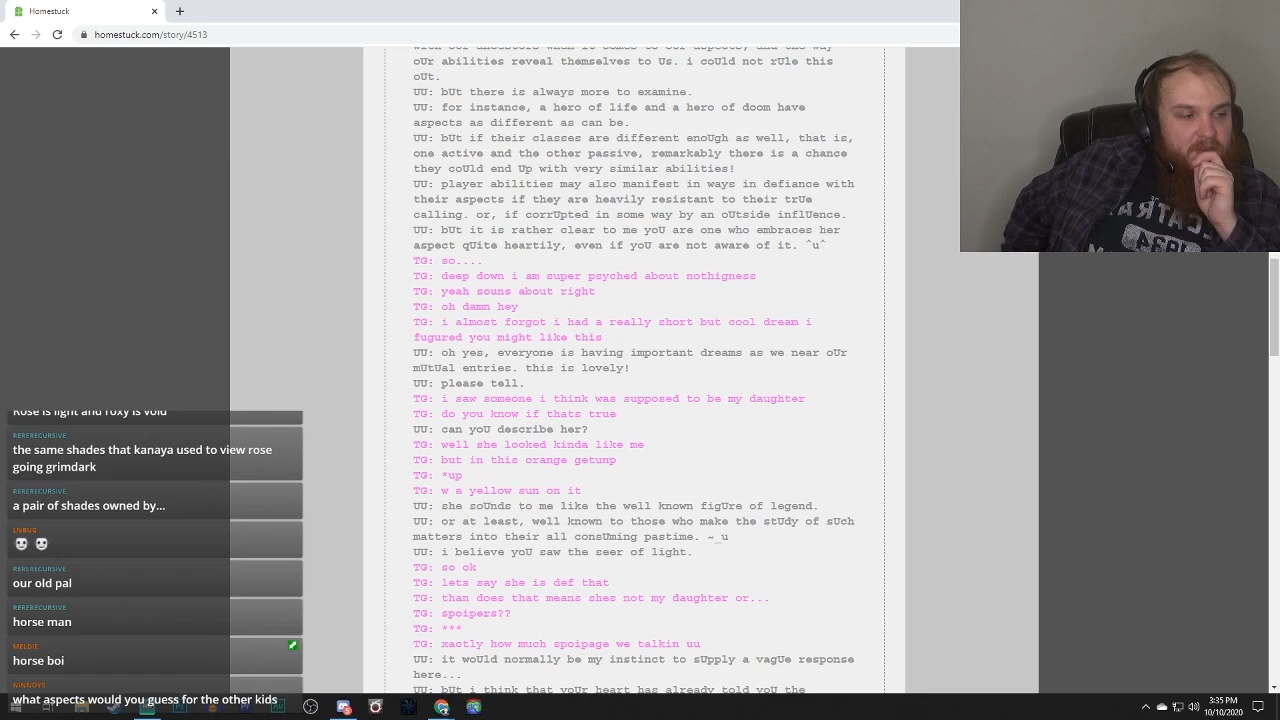 Homestuck
homestuck.com/story/4513
with oUr ancestors when it comes to oUr aspects, and the way
oUr abilities reveal themselves to Us. i coUld not rUle this
oUt.
UU: bUt there is always more to examine.
UU: for instance, a hero of life and a hero of doom have
aspects as different as can be.
UU: bUt if their classes are different enoUgh as well, that is,
one active and the other passive, remarkably there is a chance
they coUld end Up with very similar abilities!
UU: player abilities may also manifest in ways in defiance with
their aspects if they are heavily resistant to their trUe
calling. or, if corrUpted in some way by an oUtside inflUence.
UU: bUt it is rather clear to me yoU are one who embraces her
aspect qUite heartily, even if yoU are not aware of it. ^u^
TG: so....
TG: deep down i am super psyched about nothigness
TG: yeah souns about right
TG: oh damn hey
TG: i almost forgot i had a really short but cool dream i
fugured you might like this
UU: oh yes, everyone is having important dreams as we near oUr
mUtUal entries. this is lovely!
UU: please tell.
TG: i saw someone i think was supposed to be my daughter
TG: do you know if thats true
UU: can yoU describe her?
TG: well she looked kinda like me
TG: but in this orange getunp
TG: *up
TG: w a yellow sun on it
UU: she soUnds to me like the well known figUre of legend.
UU: or at least, well known to those who make the stUdy of sUch
matters into their all consUming pastime. ~_u
UU: i believe yoU saw the seer of light.
TG: so ok
TG: lets say she is def that
TG: than does that means shes not my daughter or...
TG: spoipers??
TG: ***
TG: xactly how much spoipage we talkin uu
UU: it woUld normally be my instinct to sUpply a vagUe response
here...
UU: bUt i think that yoUr heart has already told yoU the
Rose is light and roxy is void
RERERECURSIVE
the same shades that kanaya used to view rose
going grimdark
RERERECURSIVE
a pair of shades owned by...
LNBUG
RERERECURSIVE
our old pal
RERERECURSIVE
horse man
MELDIE
horse boi
NINNOYS
what aspects would you guess for the other kids
3:35 PM
10/10/2020